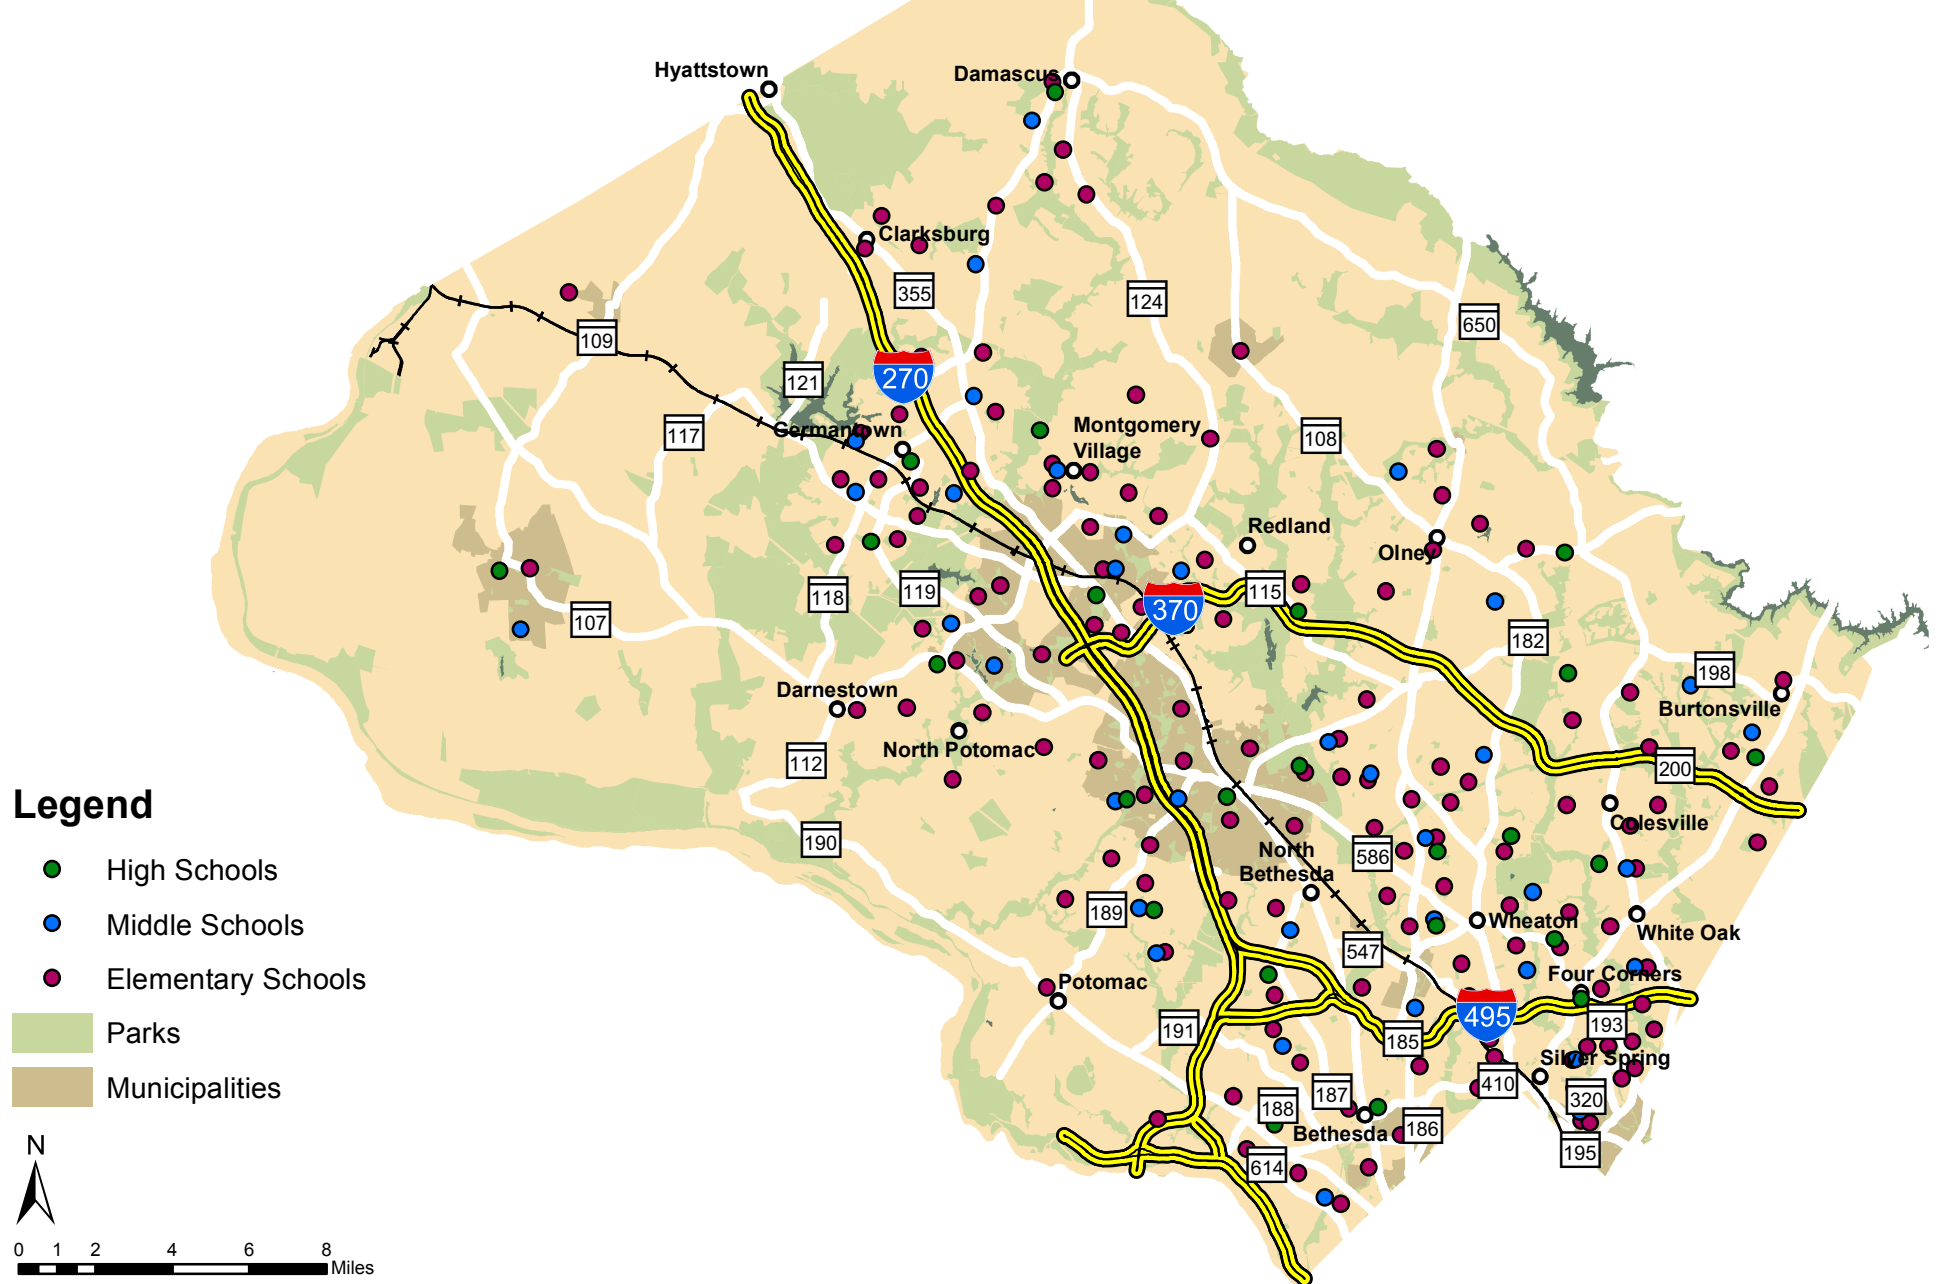 Hyattstown
Damascus
Clarksburg
355
124
650
109
121
270
117
Germantown
Montgomery
Village
108
Redland
Olney
118
119
115
370
107
182
198
Darnestown
Burtonsville
North Potomac
112
200
Legend
190
Colesville
586
North
Bethesda
High Schools
189
Middle Schools
Wheaton
White Oak
547
Elementary Schools
Four Corners
Potomac
495
193
191
185
Parks
Silver Spring
410
Municipalities
187
188
320
186
Bethesda
N
195
614
0 1 2 4 6 8
Miles